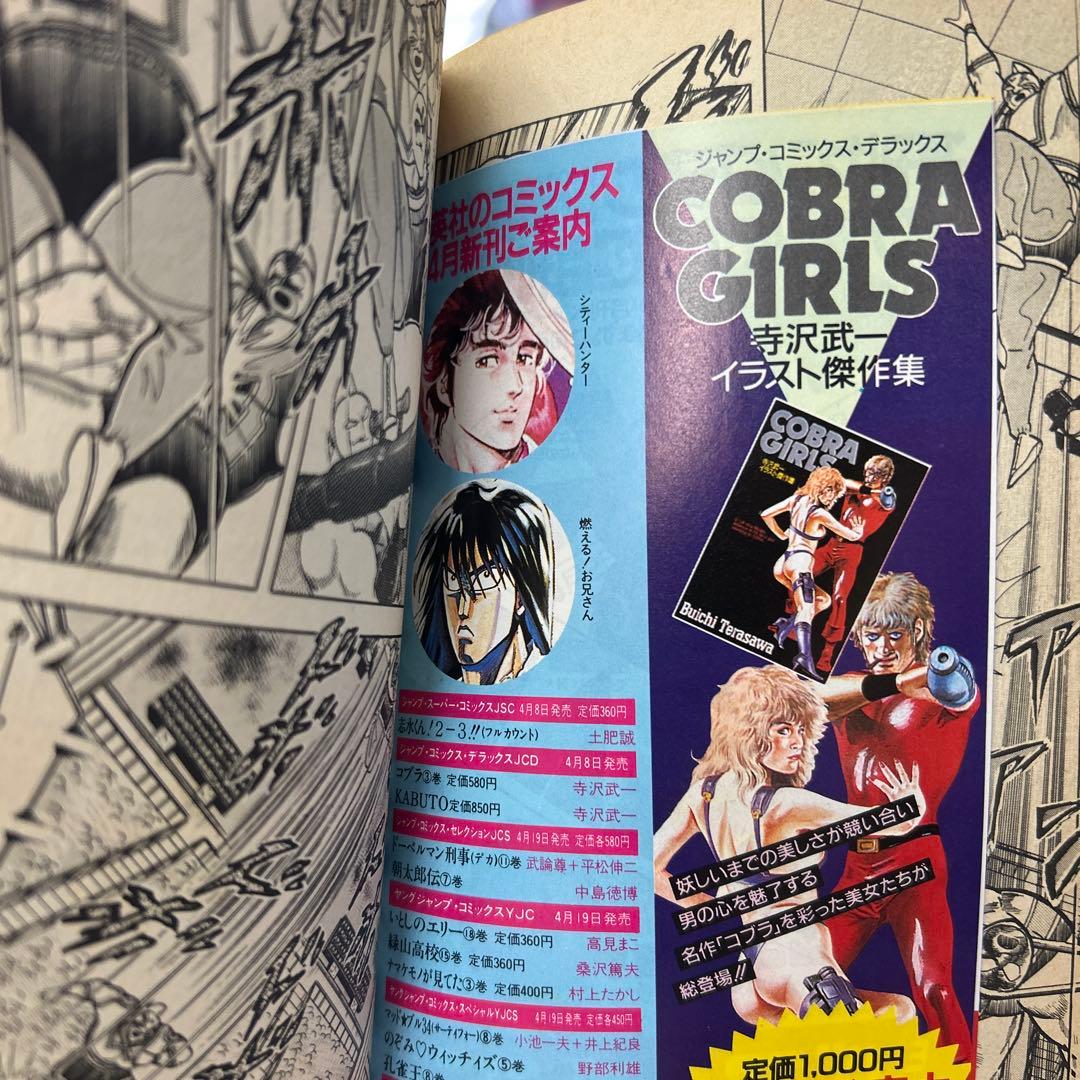 英社のコミックス
4月新刊ご案内
シティーハンター
燃える!お兄さん
ジャンプ・スーパー・コミックスJSC 4月8日発売 定価360円
志水くん!2-3!!(フルカウント) 土肥誠
ジャンプ・コミックス・デラックスJCD 4月8日発売
コブラ③巻 定価580円 寺沢武一
KABUTO定価850円 寺沢武一
ジャンプ・コミックス・セレクションJCS 4月19日発売 定価各580円
ドーベルマン刑事(デカ)⑪巻 武論尊+平松伸二
朝太郎伝⑦巻 中島徳博
ヤングジャンプ・コミックスYJC 4月19日発売
いとしのエリー⑱巻 定価360円 高見まこ
緑山高校⑮巻 定価360円 桑沢篤夫
ナマケモノが見てた③巻 定価400円 村上たかし
ヤングジャンプ・コミックス・スペシャルYJCS 4月19日発売 定価各450円
マッド★ブル34(サーティフォー)⑧巻 小池一夫+井上紀良
のぞみ♡ウィッチィズ⑤巻 野部利雄
孔雀王⑧巻
ジャンプ・コミックス・デラックス
COBRA
GIRLS
寺沢武一
イラスト傑作集
COBRA
GIRLS
寺沢武一
イラスト傑作集
Buichi Terasawa
妖しいまでの美しさが競い合い
男の心を魅了する
名作「コブラ」を彩った美女たちが
総登場!!
定価1,000円